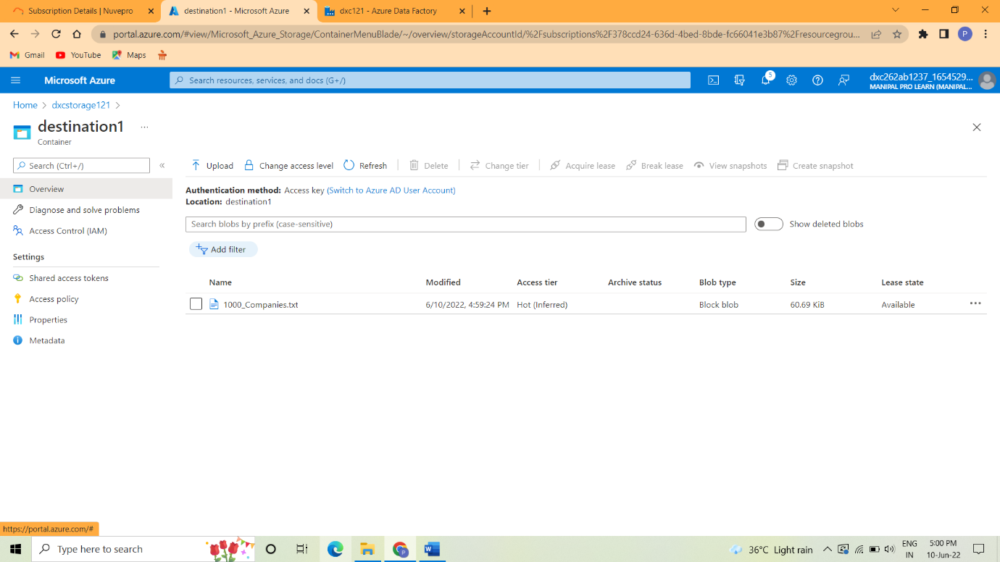 Subscription Details | Nuvepro
destination1 - Microsoft Azure
dxc121 - Azure Data Factory
portal.azure.com/#view/Microsoft_Azure_Storage/ContainerMenuBlade/~/overview/storageAccountId/%2Fsubscriptions%2F378ccd24-636d-4bed-8bde-fc66041e3b87%2Fresourcegrou...
P
Gmail YouTube Maps
Microsoft Azure
Search resources, services, and docs (G+/)
5
dxc262ab1237_1654529...
MANIPAL PRO LEARN (MANIPAL...
Home > dxcstorage121 >
destination1 ...
Container
Search (Ctrl+/) «
Overview
Diagnose and solve problems
Access Control (IAM)
Settings
Shared access tokens
Access policy
Properties
Metadata
Upload Change access level Refresh Delete Change tier Acquire lease Break lease View snapshots Create snapshot
Authentication method: Access key (Switch to Azure AD User Account)
Location: destination1
Search blobs by prefix (case-sensitive) Show deleted blobs
Add filter
Name Modified Access tier Archive status Blob type Size Lease state
1000_Companies.txt 6/10/2022, 4:59:24 PM Hot (Inferred) Block blob 60.69 KiB Available
https://portal.azure.com/#
Type here to search
36°C Light rain
ENG
IN
5:00 PM
10-Jun-22